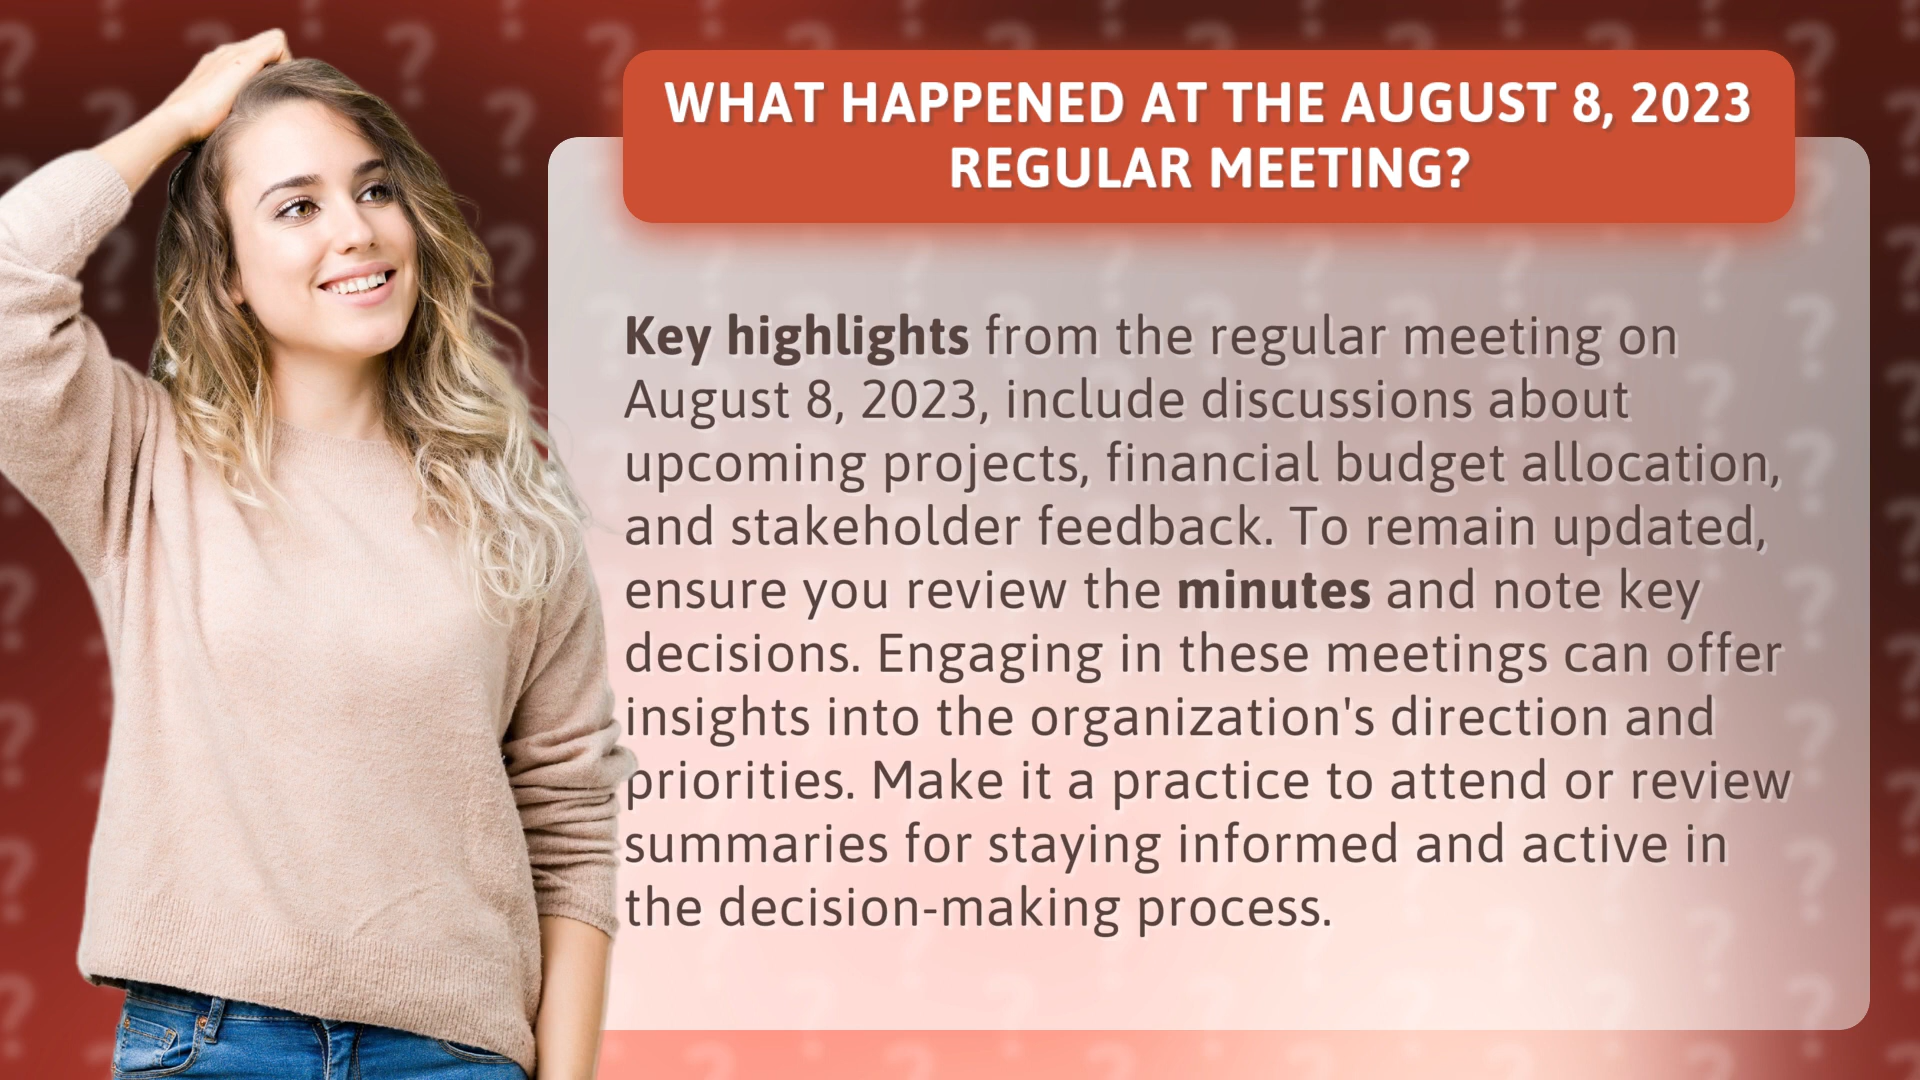 WHAT HAPPENED AT THE AUGUST 8, 2023
REGULAR MEETING?
Key highlights from the regular meeting on
August 8, 2023, include discussions about
upcoming projects, financial budget allocation,
and stakeholder feedback. To remain updated,
ensure you review the minutes and note key
decisions. Engaging in these meetings can offer
insights into the organization's direction and
priorities. Make it a practice to attend or review
summaries for staying informed and active in
the decision-making process.